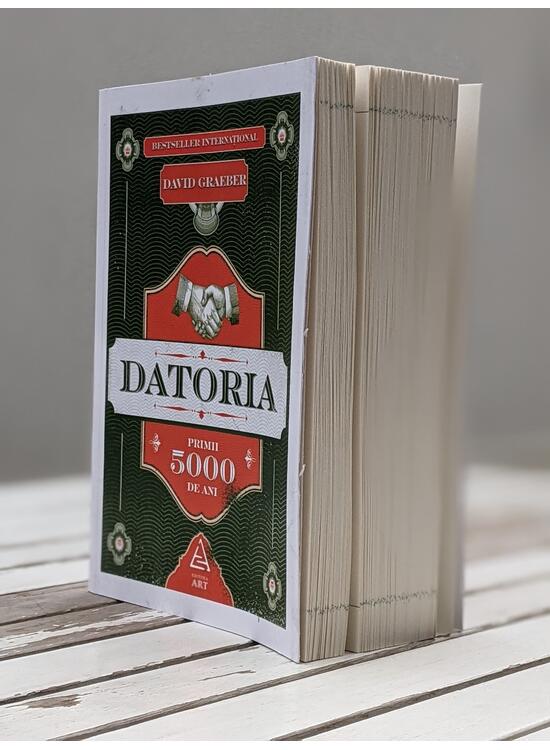 BESTSELLER INTERNAȚIONAL
DAVID GRAEBER
DATORIA
PRIMII
5000
DE ANI
EDITURA
ART